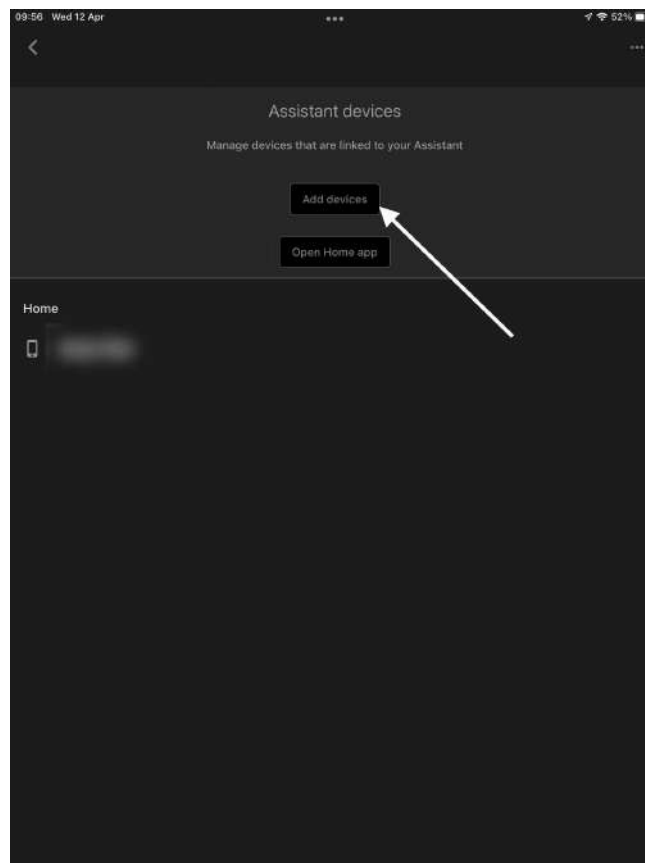 09:56 Wed 12 Apr
52%
Assistant devices
Manage devices that are linked to your Assistant
Add devices
Open Home app
Home